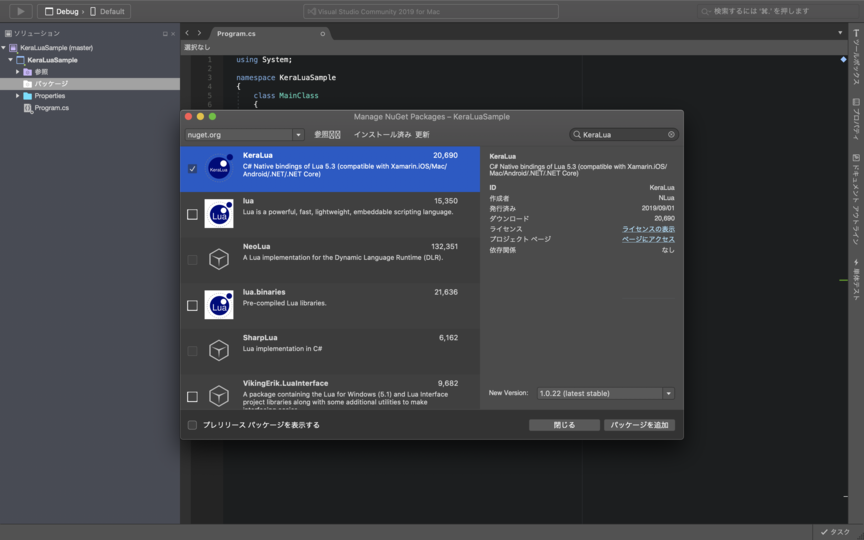 Debug › Default
Visual Studio Community 2019 for Mac
検索するには '⌘.' を押します
ソリューション
KeraLuaSample (master)
KeraLuaSample
参照
パッケージ
Properties
Program.cs
Program.cs
選択なし
1 using System;
2
3 namespace KeraLuaSample
4 {
5 class MainClass
6 {
Manage NuGet Packages – KeraLuaSample
nuget.org
参照
インストール済み
更新
KeraLua
KeraLua 20,690
C# Native bindings of Lua 5.3 (compatible with Xamarin.iOS/Mac/
Android/.NET/.NET Core)
KeraLua
lua 15,350
Lua is a powerful, fast, lightweight, embeddable scripting language.
Lua
NeoLua 132,351
A Lua implementation for the Dynamic Language Runtime (DLR).
lua.binaries 21,636
Pre-compiled Lua libraries.
Lua
SharpLua 6,162
Lua implementation in C#
VikingErik.LuaInterface 9,682
A package containing the Lua for Windows (5.1) and Lua Interface
project libraries along with some additional utilities to make
interfacing easier.
KeraLua
C# Native bindings of Lua 5.3 (compatible with Xamarin.iOS/
Mac/Android/.NET/.NET Core)
ID KeraLua
作成者 NLua
発行済み 2019/09/01
ダウンロード 20,690
ライセンス ライセンスの表示
プロジェクト ページ ページにアクセス
依存関係 なし
New Version: 1.0.22 (latest stable)
プレリリース パッケージを表示する
閉じる
パッケージを追加
ツールボックス
プロパティ
ドキュメント アウトライン
単体テスト
タスク